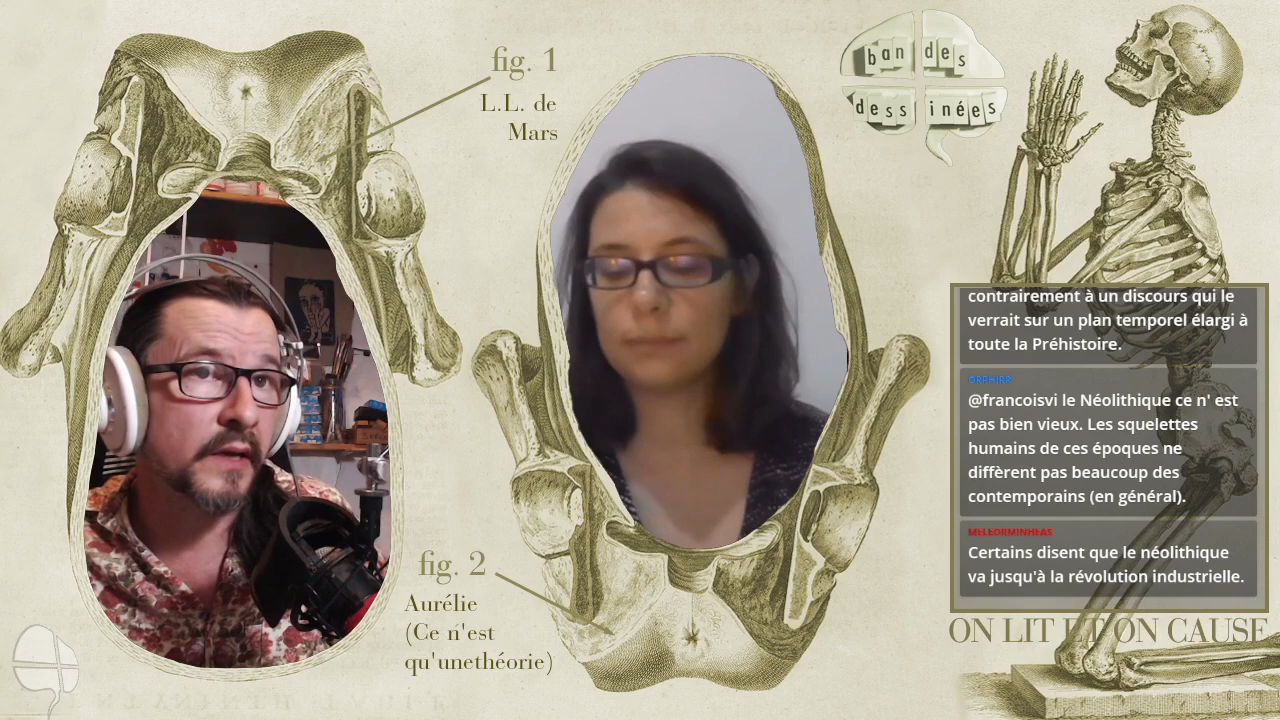 fig. 1
L.L. de
Mars
fig. 2
Aurélie
(Ce n'est
qu'unethéorie)
ban des
dess inées
contrairement à un discours qui le
verrait sur un plan temporel élargi à
toute la Préhistoire.
@francoisvi le Néolithique ce n' est
pas bien vieux. Les squelettes
humains de ces époques ne
diffèrent pas beaucoup des
contemporains (en général).
MELEORMINHEAS
Certains disent que le néolithique
va jusqu'à la révolution industrielle.
ON LIT ET ON CAUSE